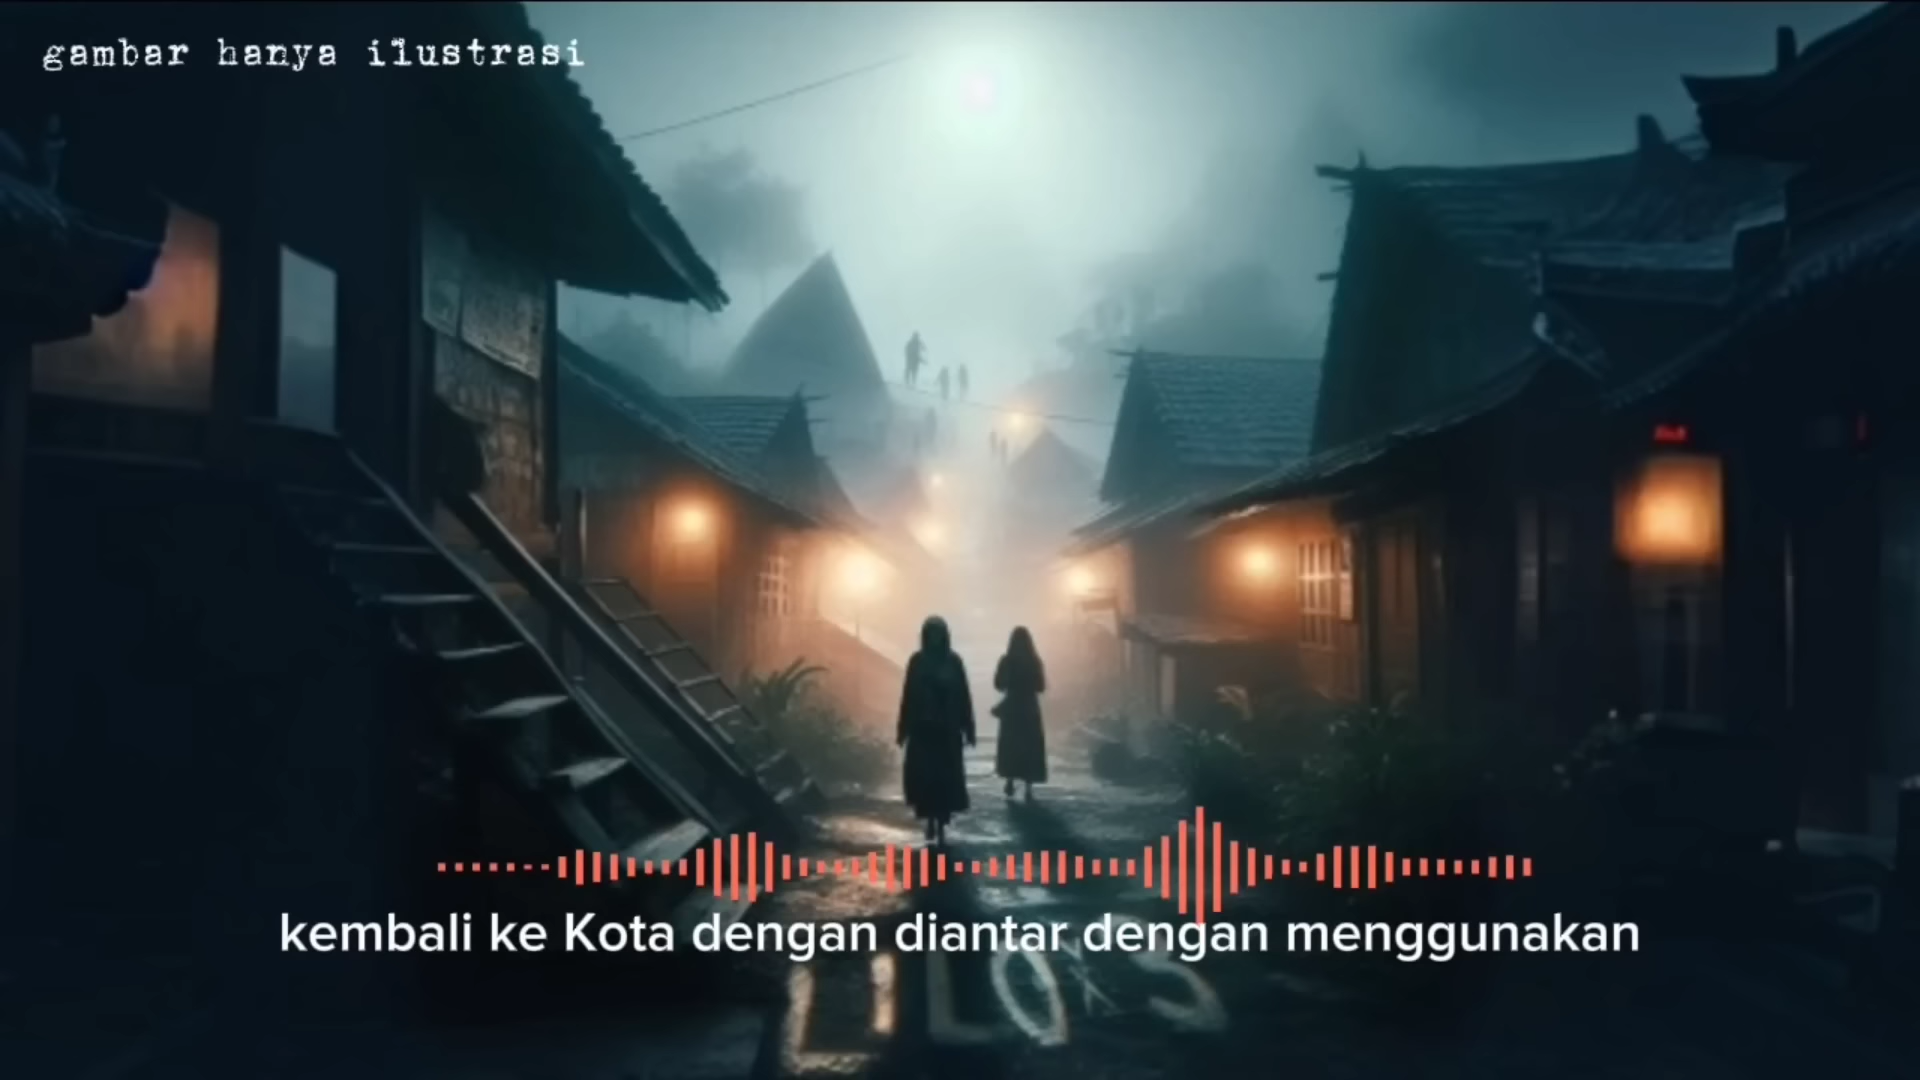 gambar hanya ilustrasi
kembali ke Kota dengan diantar dengan menggunakan